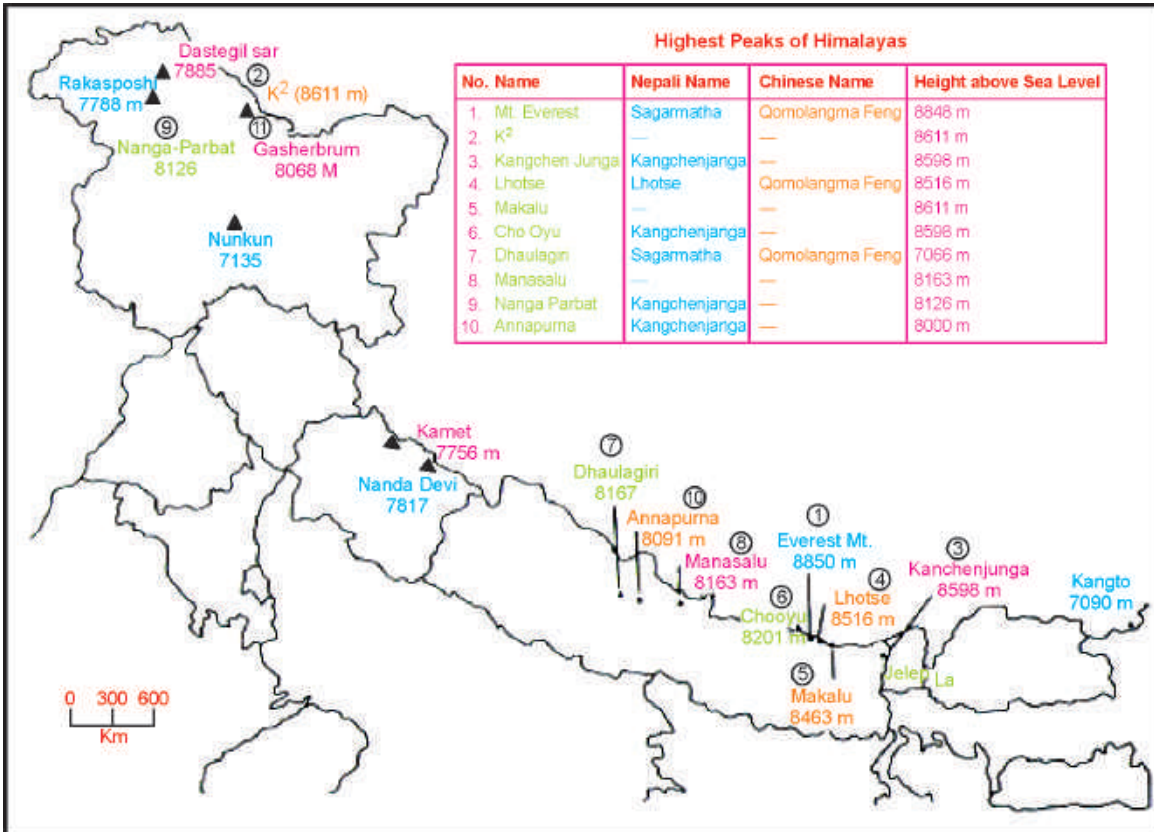 Highest Peaks of Himalayas
No. Name Nepali Name Chinese Name Height above Sea Level
1. Mt. Everest Sagarmatha Qomolangma Feng 8848 m
2. K² — — 8611 m
3. Kangchen Junga Kangchenjanga — 8598 m
4. Lhotse Lhotse Qomolangma Feng 8516 m
5. Makalu — — 8611 m
6. Cho Oyu Kangchenjanga — 8598 m
7. Dhaulagiri Sagarmatha Qomolangma Feng 7066 m
8. Manasalu — — 8163 m
9. Nanga Parbat Kangchenjanga — 8126 m
10. Annapurna Kangchenjanga — 8000 m
Dastegil sar
7885
Rakasposhi
7788 m
2
K² (8611 m)
9
Nanga-Parbat
8126
11
Gasherbrum
8068 M
Nunkun
7135
Kamet
7756 m
Nanda Devi
7817
7
Dhaulagiri
8167
10
Annapurna
8091 m
8
Manasalu
8163 m
1
Everest Mt.
8850 m
6
Chooyu
8201 m
4
Lhotse
8516 m
3
Kanchenjunga
8598 m
Kangto
7090 m
5
Makalu
8463 m
Jelep La
0 300 600
Km